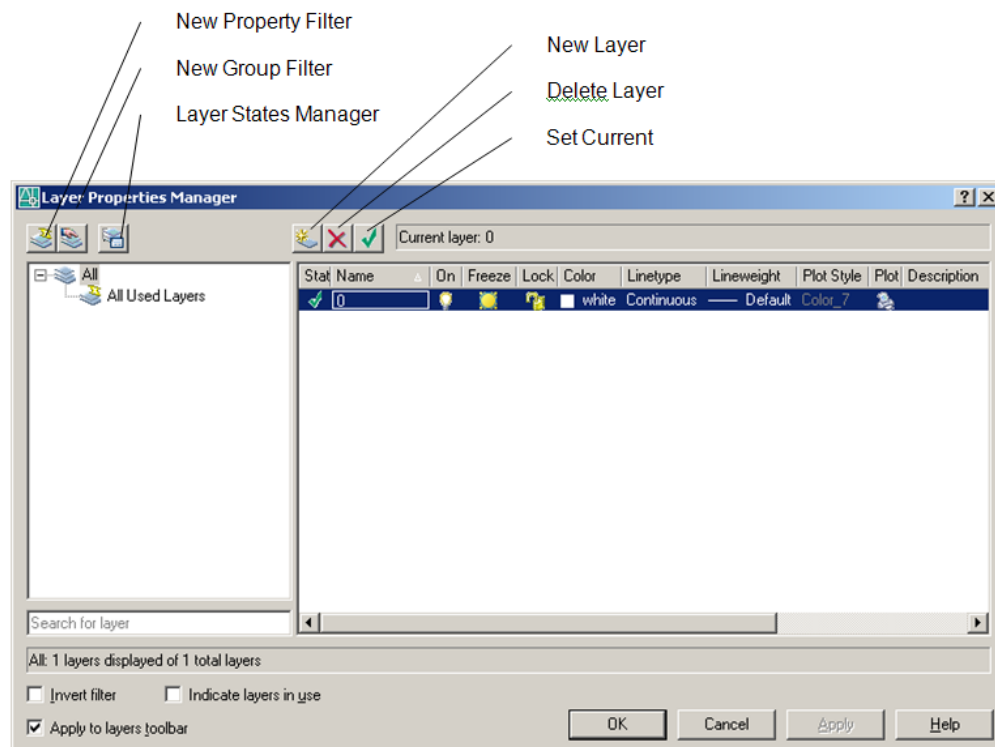 New Property Filter
New Group Filter
Layer States Manager
New Layer
Delete Layer
Set Current
Layer Properties Manager
Current layer: 0
All
All Used Layers
Stat Name On Freeze Lock Color Linetype Lineweight Plot Style Plot Description
0 white Continuous Default Color_7
Search for layer
All: 1 layers displayed of 1 total layers
Invert filter Indicate layers in use
Apply to layers toolbar
OK Cancel Apply Help